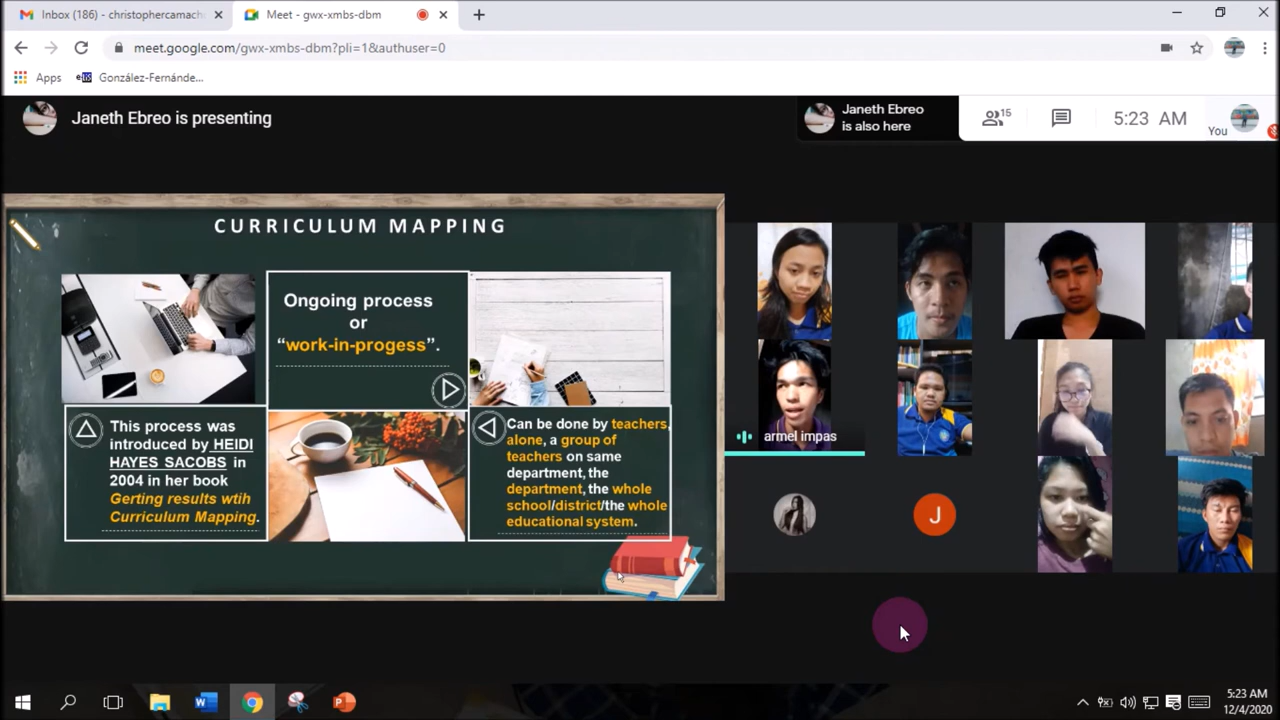 Inbox (186) - christophercamach
Meet - gwx-xmbs-dbm
meet.google.com/gwx-xmbs-dbm?pli=1&authuser=0
Apps
González-Fernánde...
Janeth Ebreo is presenting
Janeth Ebreo
is also here
15
5:23 AM
You
CURRICULUM MAPPING
Ongoing process
or
“work-in-progess”.
This process was
introduced by HEIDI
HAYES SACOBS in
2004 in her book
Gerting results wtih
Curriculum Mapping.
Can be done by teachers,
alone, a group of
teachers on same
department, the
department, the whole
school/district/the whole
educational system.
armel impas
J
5:23 AM
12/4/2020